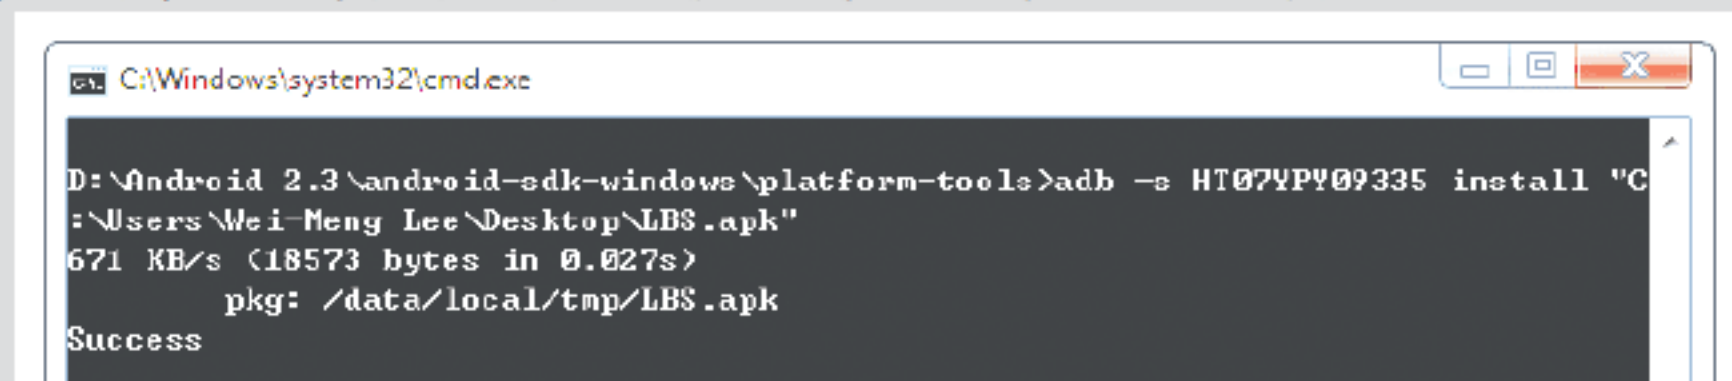 C:\Windows\system32\cmd.exe
D:\Android 2.3\android-sdk-windows\platform-tools>adb -s HT07YPY09335 install "C
:\Users\Wei-Meng Lee\Desktop\LBS.apk"
671 KB/s (18573 bytes in 0.027s)
pkg: /data/local/tmp/LBS.apk
Success